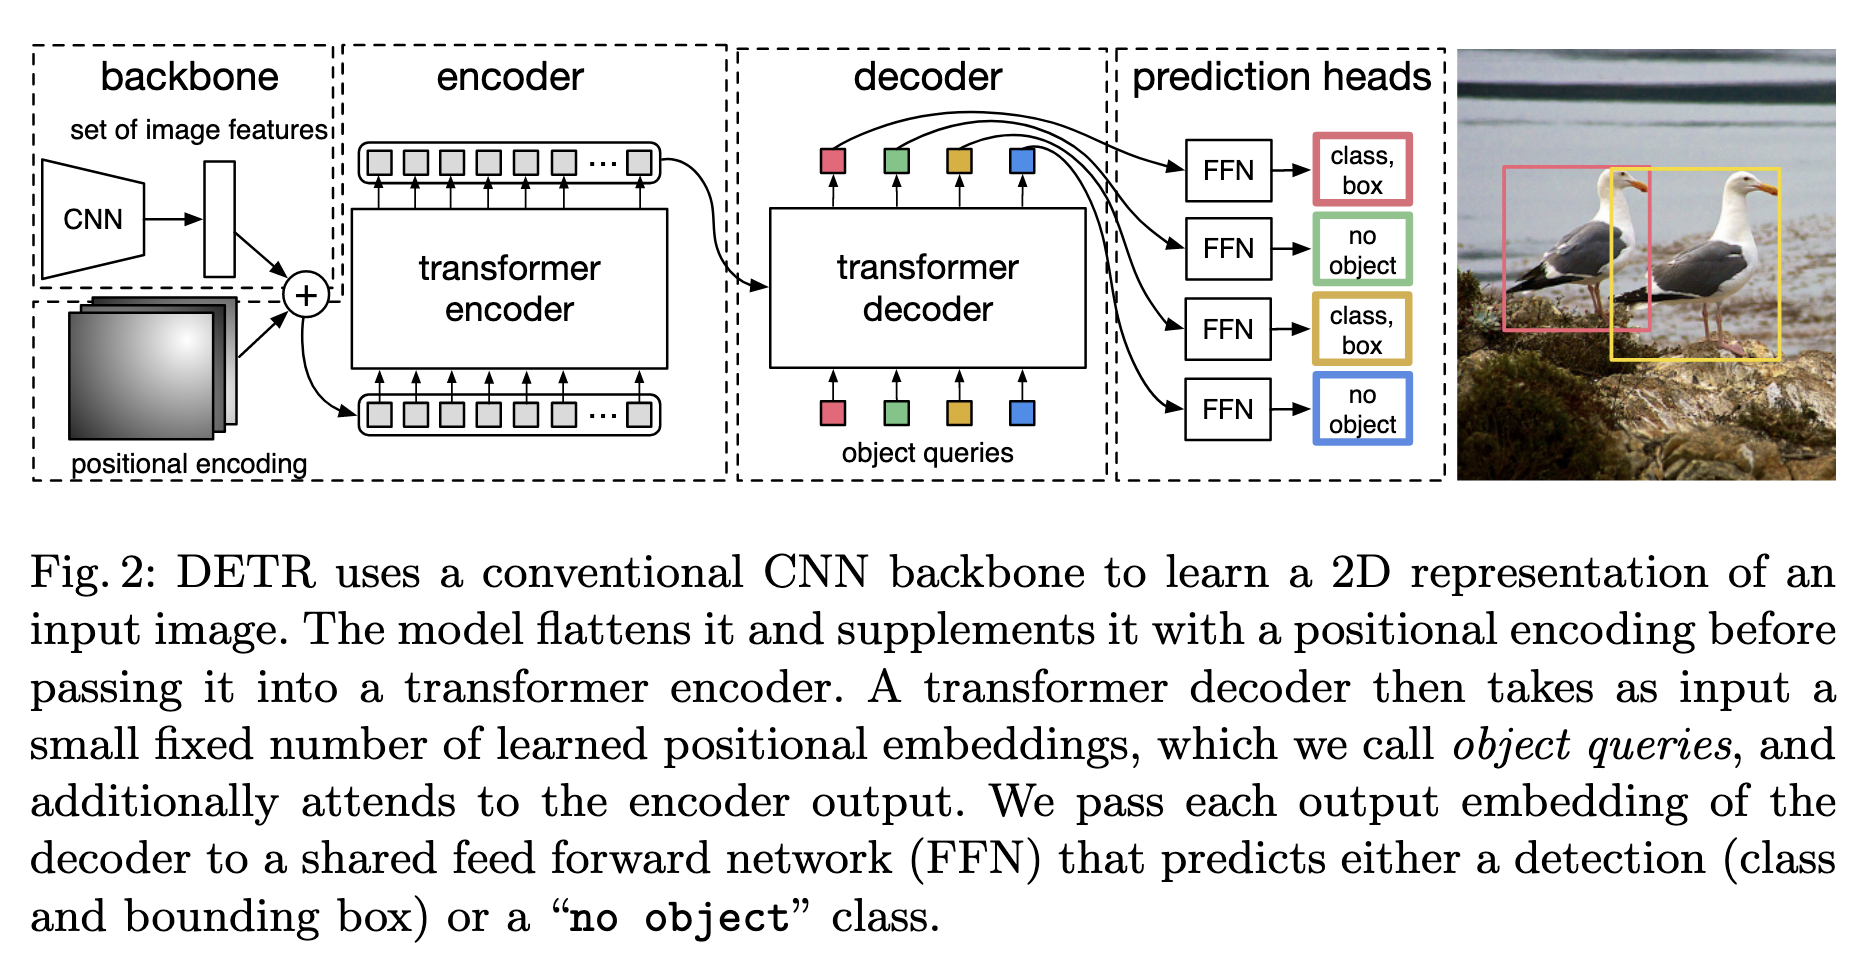 backbone
set of image features
CNN
+
positional encoding
encoder
...
transformer
encoder
...
decoder
transformer
decoder
object queries
prediction heads
FFN
class,
box
FFN
no
object
FFN
class,
box
FFN
no
object
Fig. 2: DETR uses a conventional CNN backbone to learn a 2D representation of an
input image. The model flattens it and supplements it with a positional encoding before
passing it into a transformer encoder. A transformer decoder then takes as input a
small fixed number of learned positional embeddings, which we call object queries, and
additionally attends to the encoder output. We pass each output embedding of the
decoder to a shared feed forward network (FFN) that predicts either a detection (class
and bounding box) or a “no object” class.